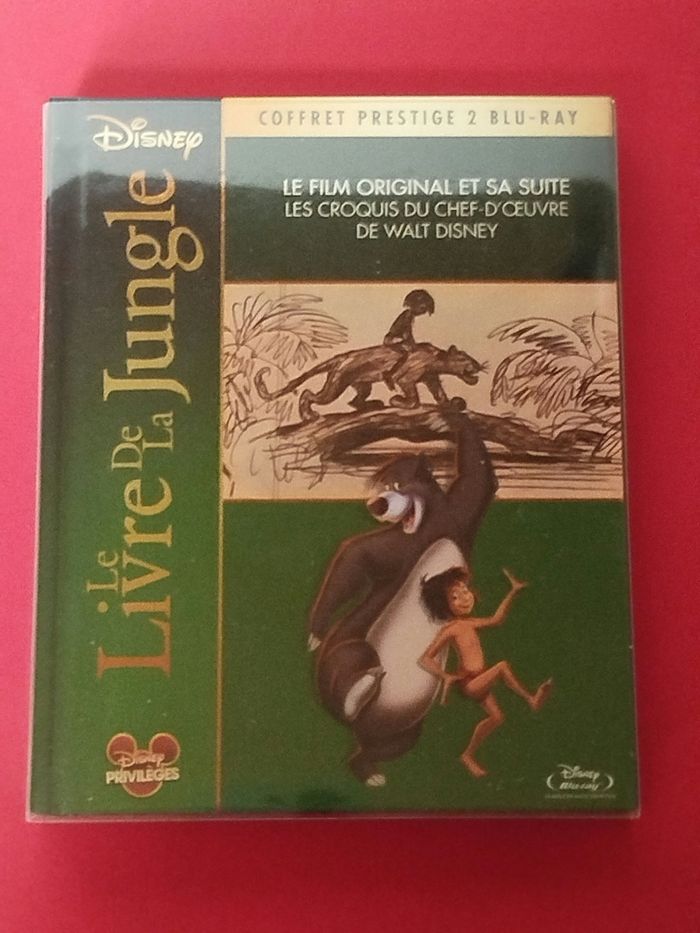 COFFRET PRESTIGE 2 BLU-RAY
Disney
LE FILM ORIGINAL ET SA SUITE
LES CROQUIS DU CHEF-D'ŒUVRE
DE WALT DISNEY
Le
Livre De La Jungle
Disney
PRIVILÈGES
Disney
Blu-ray